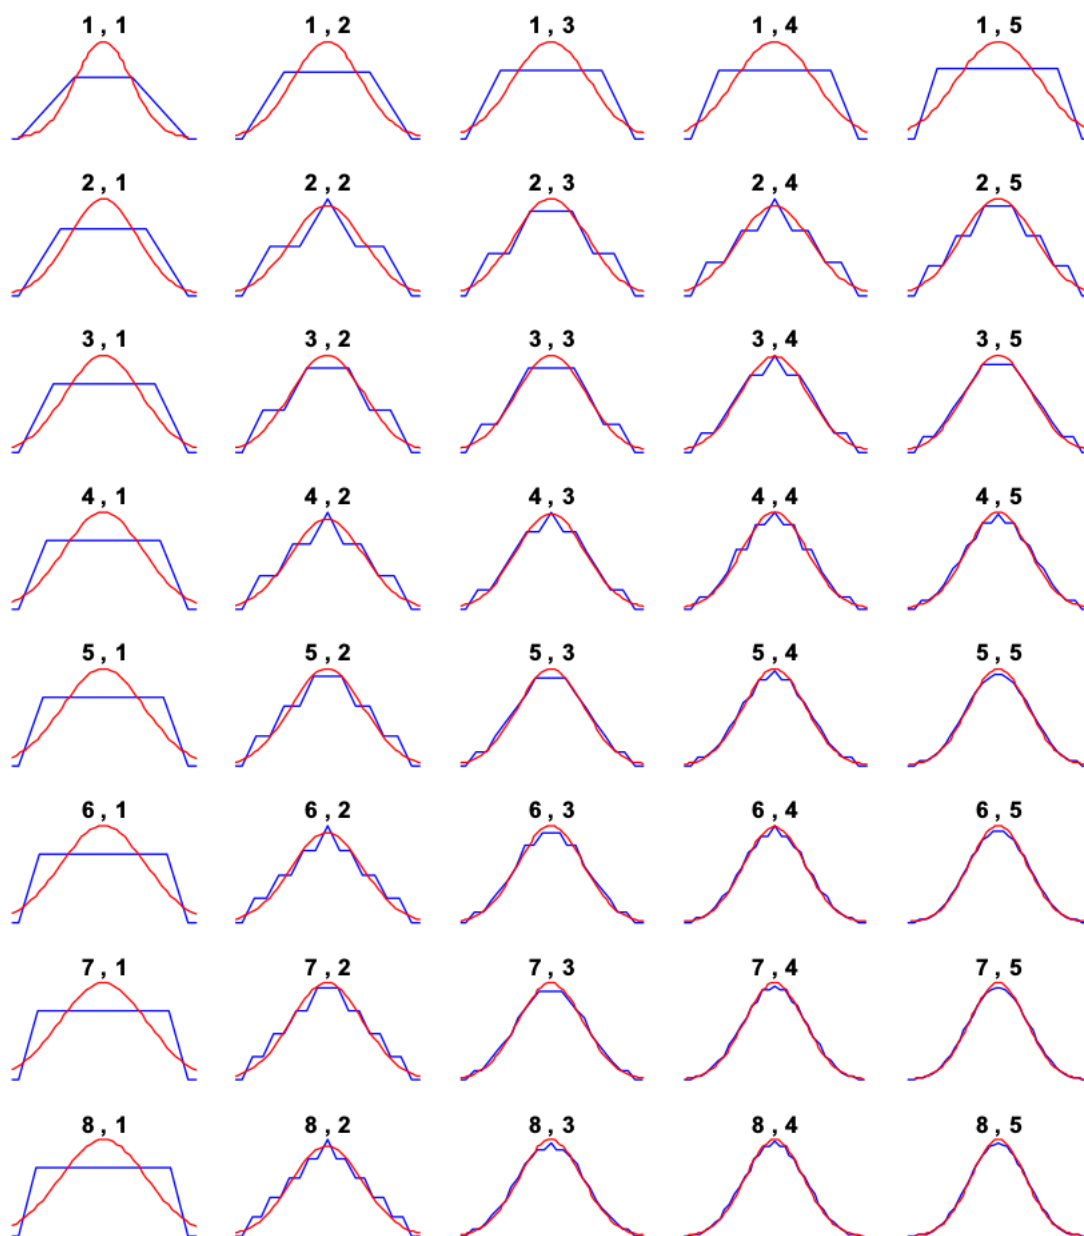 1 , 1 1 , 2 1 , 3 1 , 4 1 , 5
2 , 1 2 , 2 2 , 3 2 , 4 2 , 5
3 , 1 3 , 2 3 , 3 3 , 4 3 , 5
4 , 1 4 , 2 4 , 3 4 , 4 4 , 5
5 , 1 5 , 2 5 , 3 5 , 4 5 , 5
6 , 1 6 , 2 6 , 3 6 , 4 6 , 5
7 , 1 7 , 2 7 , 3 7 , 4 7 , 5
8 , 1 8 , 2 8 , 3 8 , 4 8 , 5